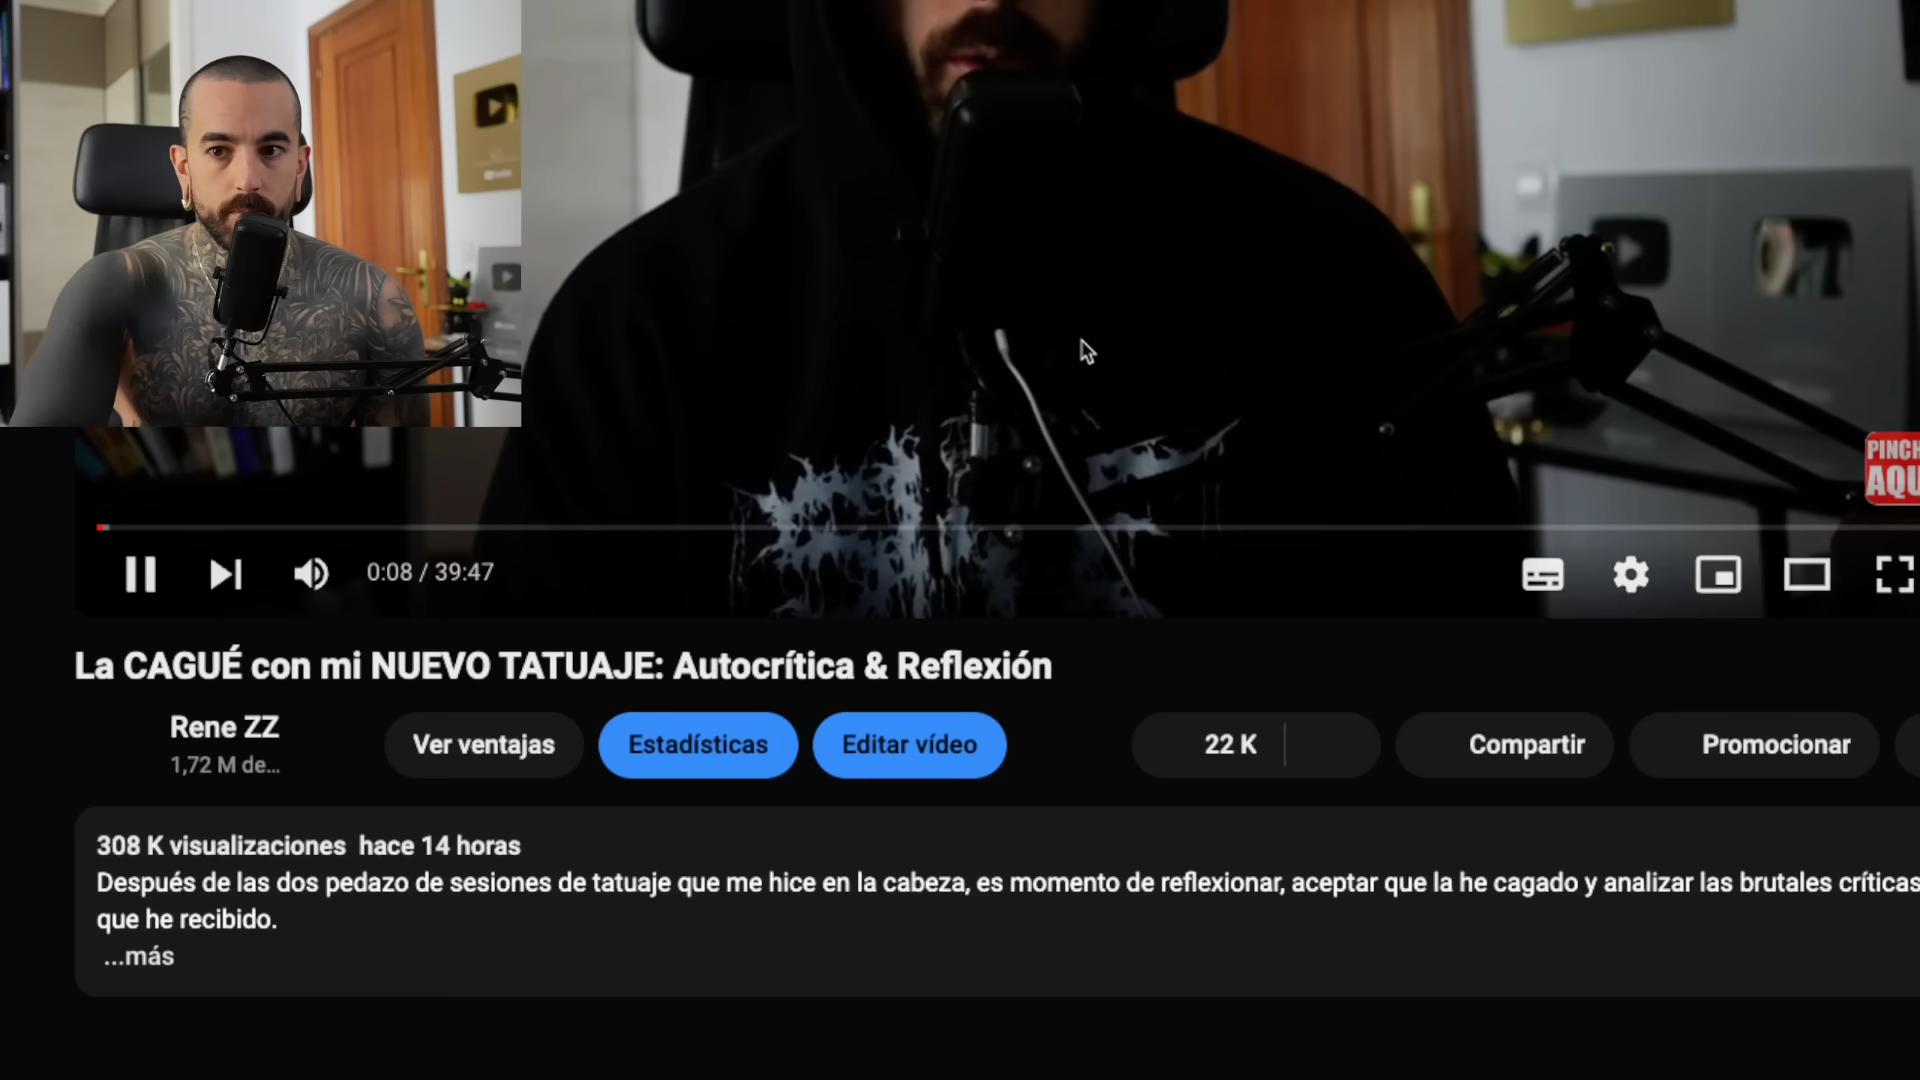 PINCH
AQU
0:08 / 39:47
La CAGUÉ con mi NUEVO TATUAJE: Autocrítica & Reflexión
Rene ZZ
1,72 M de...
Ver ventajas
Estadísticas
Editar vídeo
22 K
Compartir
Promocionar
308 K visualizaciones hace 14 horas
Después de las dos pedazo de sesiones de tatuaje que me hice en la cabeza, es momento de reflexionar, aceptar que la he cagado y analizar las brutales críticas
que he recibido.
...más